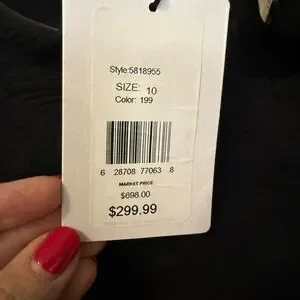 Style:5818955
SIZE: 10
Color: 199
6 28708 77063 8
MARKET PRICE
$698.00
$299.99